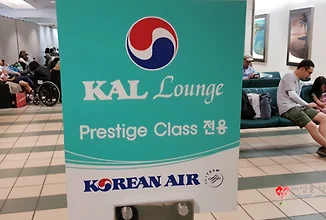 KAL Lounge
Prestige Class 전용
KOREAN AIR